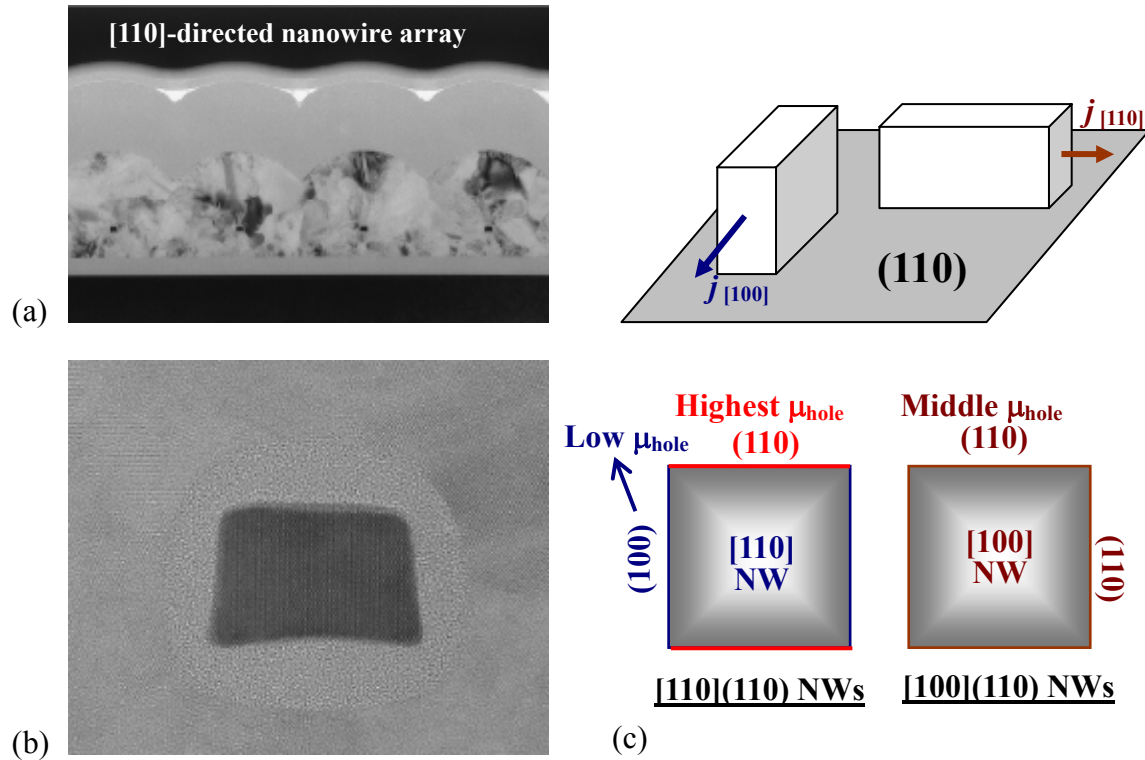 [110]-directed nanowire array
(a)
j [110]
j [100]
(110)
(b)
Highest μhole
(110)
Low μhole
(100)
[110]
NW
[110](110) NWs
Middle μhole
(110)
[100]
NW
(110)
[100](110) NWs
(c)